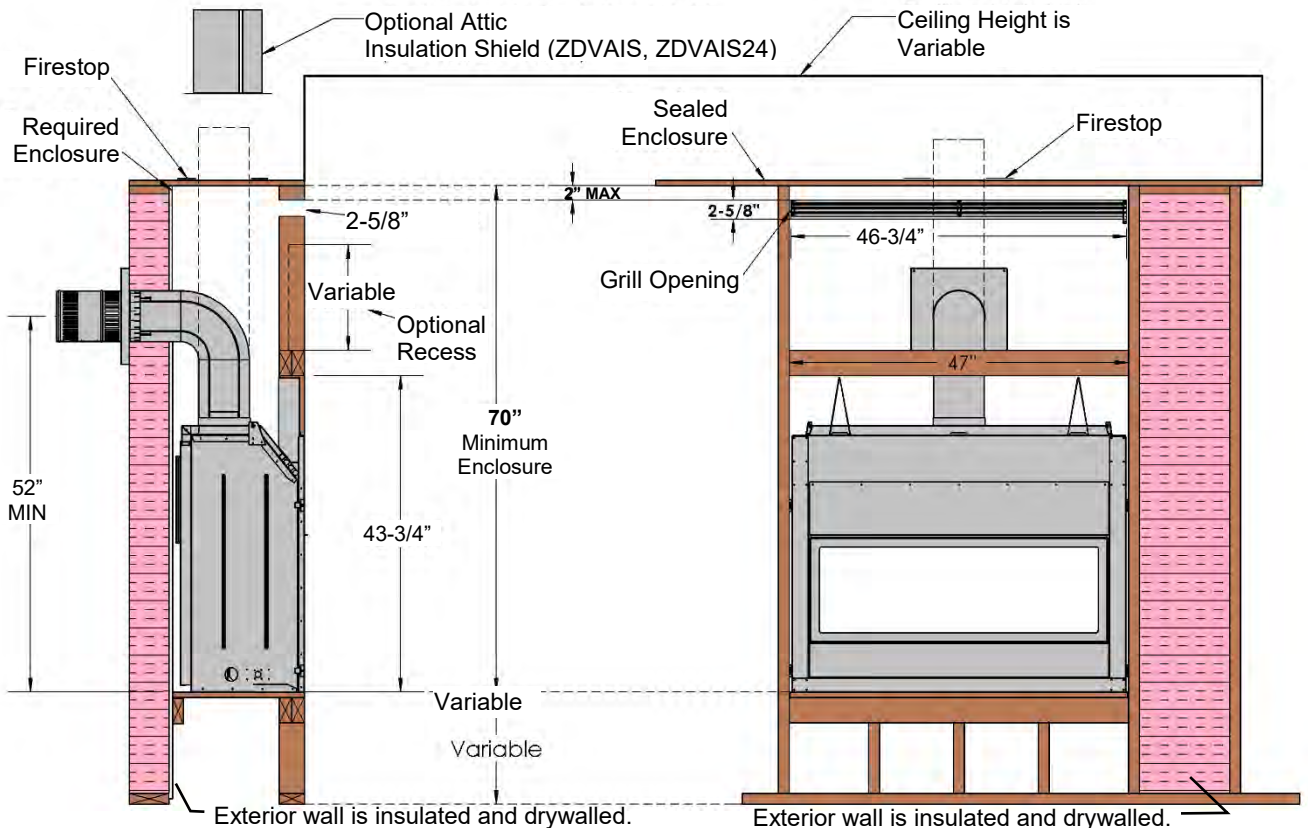 Optional Attic
Insulation Shield (ZDVAIS, ZDVAIS24)
Ceiling Height is
Variable
Firestop
Required
Enclosure
Sealed
Enclosure
Firestop
2" MAX
2-5/8”
2-5/8"
46-3/4”
Grill Opening
Variable
Optional
Recess
47"
70”
Minimum
Enclosure
52”
MIN
43-3/4”
Variable
Variable
Exterior wall is insulated and drywalled.
Exterior wall is insulated and drywalled.